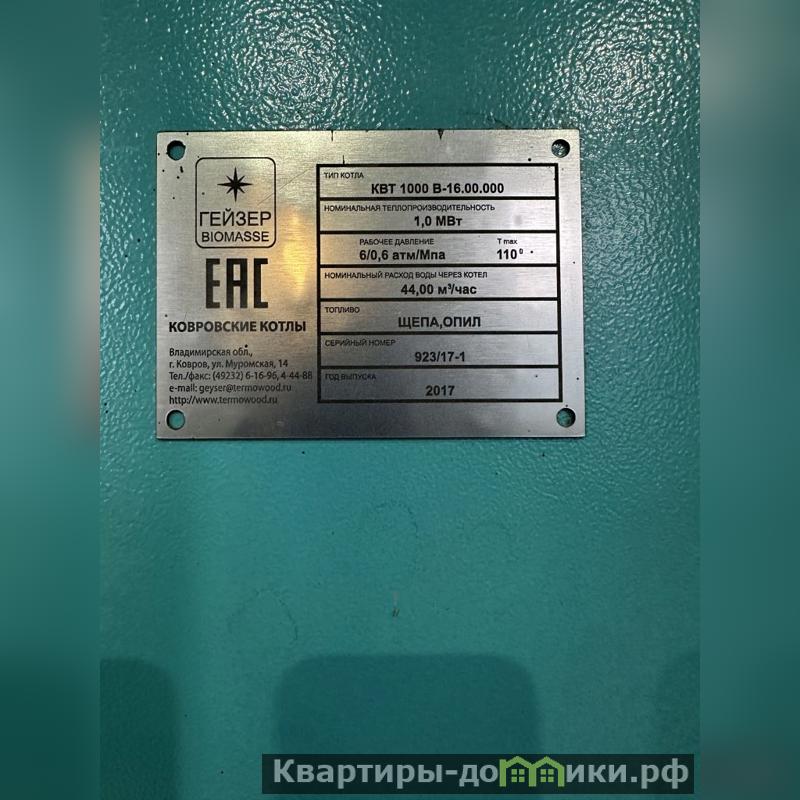 ГЕЙЗЕР
BIOMASSE
EAC
КОВРОВСКИЕ КОТЛЫ
Владимирская обл.,
г. Ковров, ул. Муромская, 14
Тел./факс: (49232) 6-16-96, 4-44-88
e-mail: geyser@termowood.ru
http://www.termowood.ru
ТИП КОТЛА
КВТ 1000 В-16.00.000
НОМИНАЛЬНАЯ ТЕПЛОПРОИЗВОДИТЕЛЬНОСТЬ
1,0 МВт
РАБОЧЕЕ ДАВЛЕНИЕ T max
6/0,6 атм/Мпа 110⁰
НОМИНАЛЬНЫЙ РАСХОД ВОДЫ ЧЕРЕЗ КОТЕЛ
44,00 м³/час
ТОПЛИВО
ЩЕПА,ОПИЛ
СЕРИЙНЫЙ НОМЕР
923/17-1
ГОД ВЫПУСКА
2017
Квартиры-домики.рф